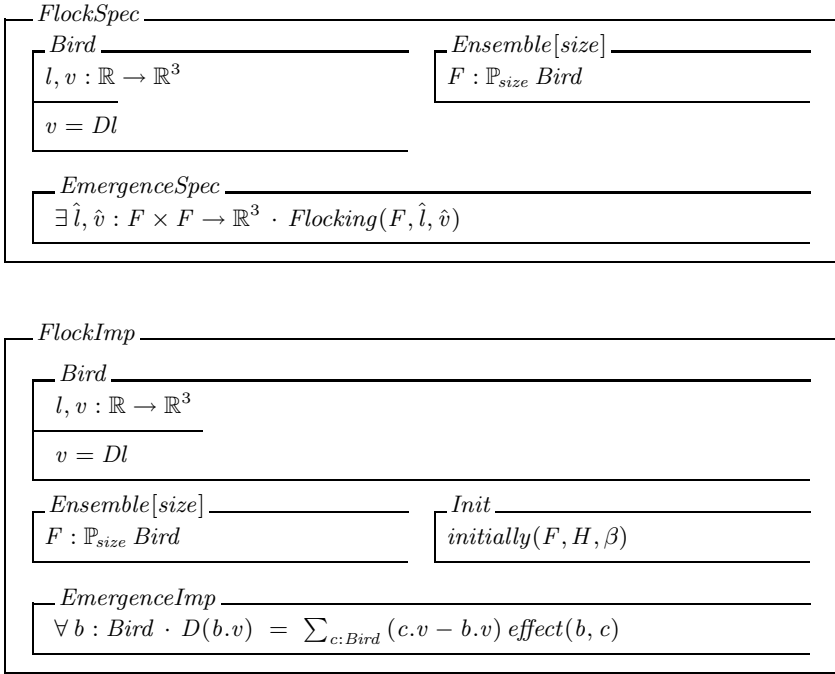 FlockSpec
Bird
l, v : ℝ → ℝ³
v = Dl
Ensemble[size]
F : ℙ_size Bird
EmergenceSpec
∃ l̂, v̂ : F × F → ℝ³ · Flocking(F, l̂, v̂)
FlockImp
Bird
l, v : ℝ → ℝ³
v = Dl
Ensemble[size]
F : ℙ_size Bird
Init
initially(F, H, β)
EmergenceImp
∀ b : Bird · D(b.v) = ∑_{c:Bird} (c.v − b.v) effect(b, c)